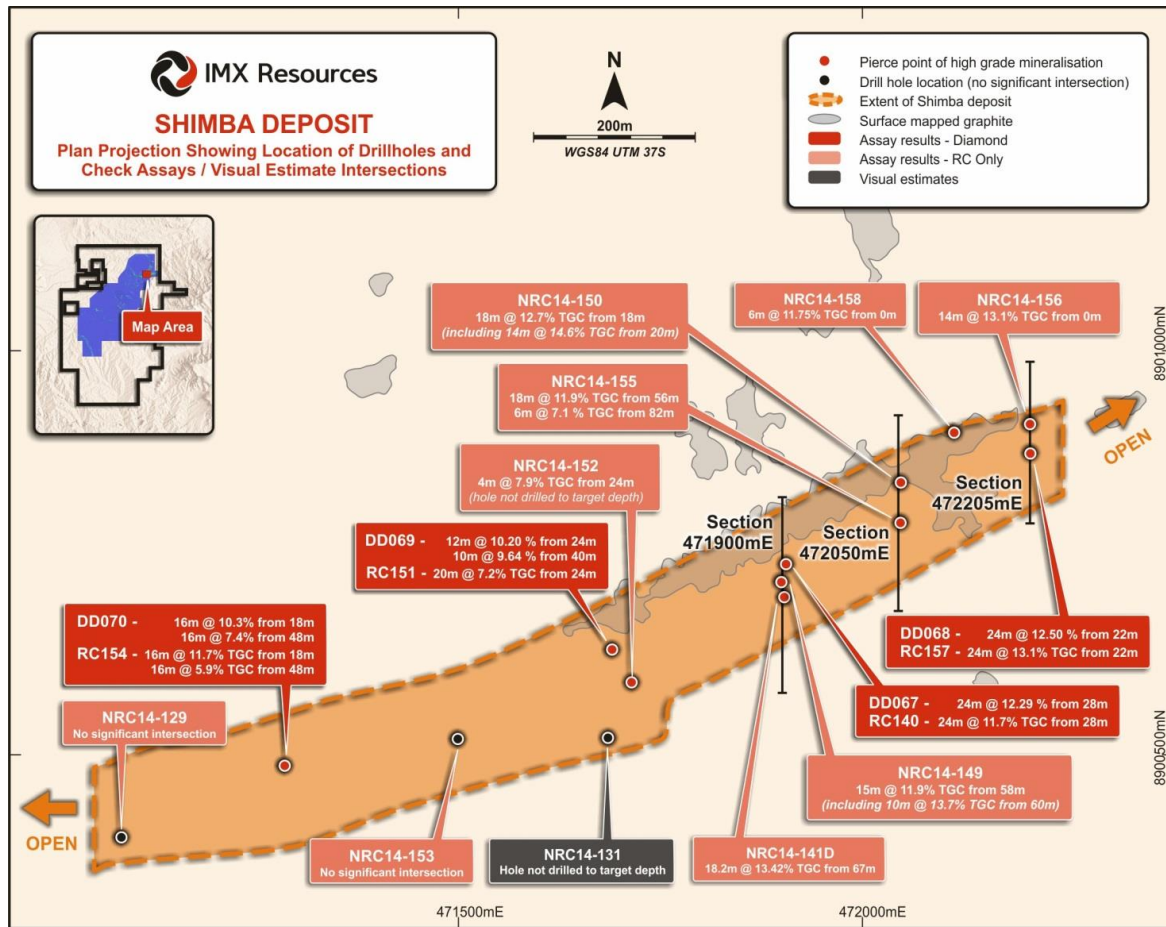 IMX Resources
SHIMBA DEPOSIT
Plan Projection Showing Location of Drillholes and
Check Assays / Visual Estimate Intersections
N
200m
WGS84 UTM 37S
Pierce point of high grade mineralisation
Drill hole location (no significant intersection)
Extent of Shimba deposit
Surface mapped graphite
Assay results - Diamond
Assay results - RC Only
Visual estimates
Map Area
NRC14-150
18m @ 12.7% TGC from 18m
(including 14m @ 14.6% TGC from 20m)
NRC14-158
6m @ 11.75% TGC from 0m
NRC14-156
14m @ 13.1% TGC from 0m
8901000mN
NRC14-155
18m @ 11.9% TGC from 56m
6m @ 7.1 % TGC from 82m
OPEN
NRC14-152
4m @ 7.9% TGC from 24m
(hole not drilled to target depth)
Section
472205mE
Section
471900mE
Section
472050mE
DD069 - 12m @ 10.20 % from 24m
10m @ 9.64 % from 40m
RC151 - 20m @ 7.2% TGC from 24m
DD070 - 16m @ 10.3% from 18m
16m @ 7.4% from 48m
RC154 - 16m @ 11.7% TGC from 18m
16m @ 5.9% TGC from 48m
DD068 - 24m @ 12.50 % from 22m
RC157 - 24m @ 13.1% TGC from 22m
DD067 - 24m @ 12.29 % from 28m
RC140 - 24m @ 11.7% TGC from 28m
NRC14-129
No significant intersection
8900500mN
NRC14-149
15m @ 11.9% TGC from 58m
(including 10m @ 13.7% TGC from 60m)
OPEN
NRC14-153
No significant intersection
NRC14-131
Hole not drilled to target depth
NRC14-141D
18.2m @ 13.42% TGC from 67m
471500mE
472000mE